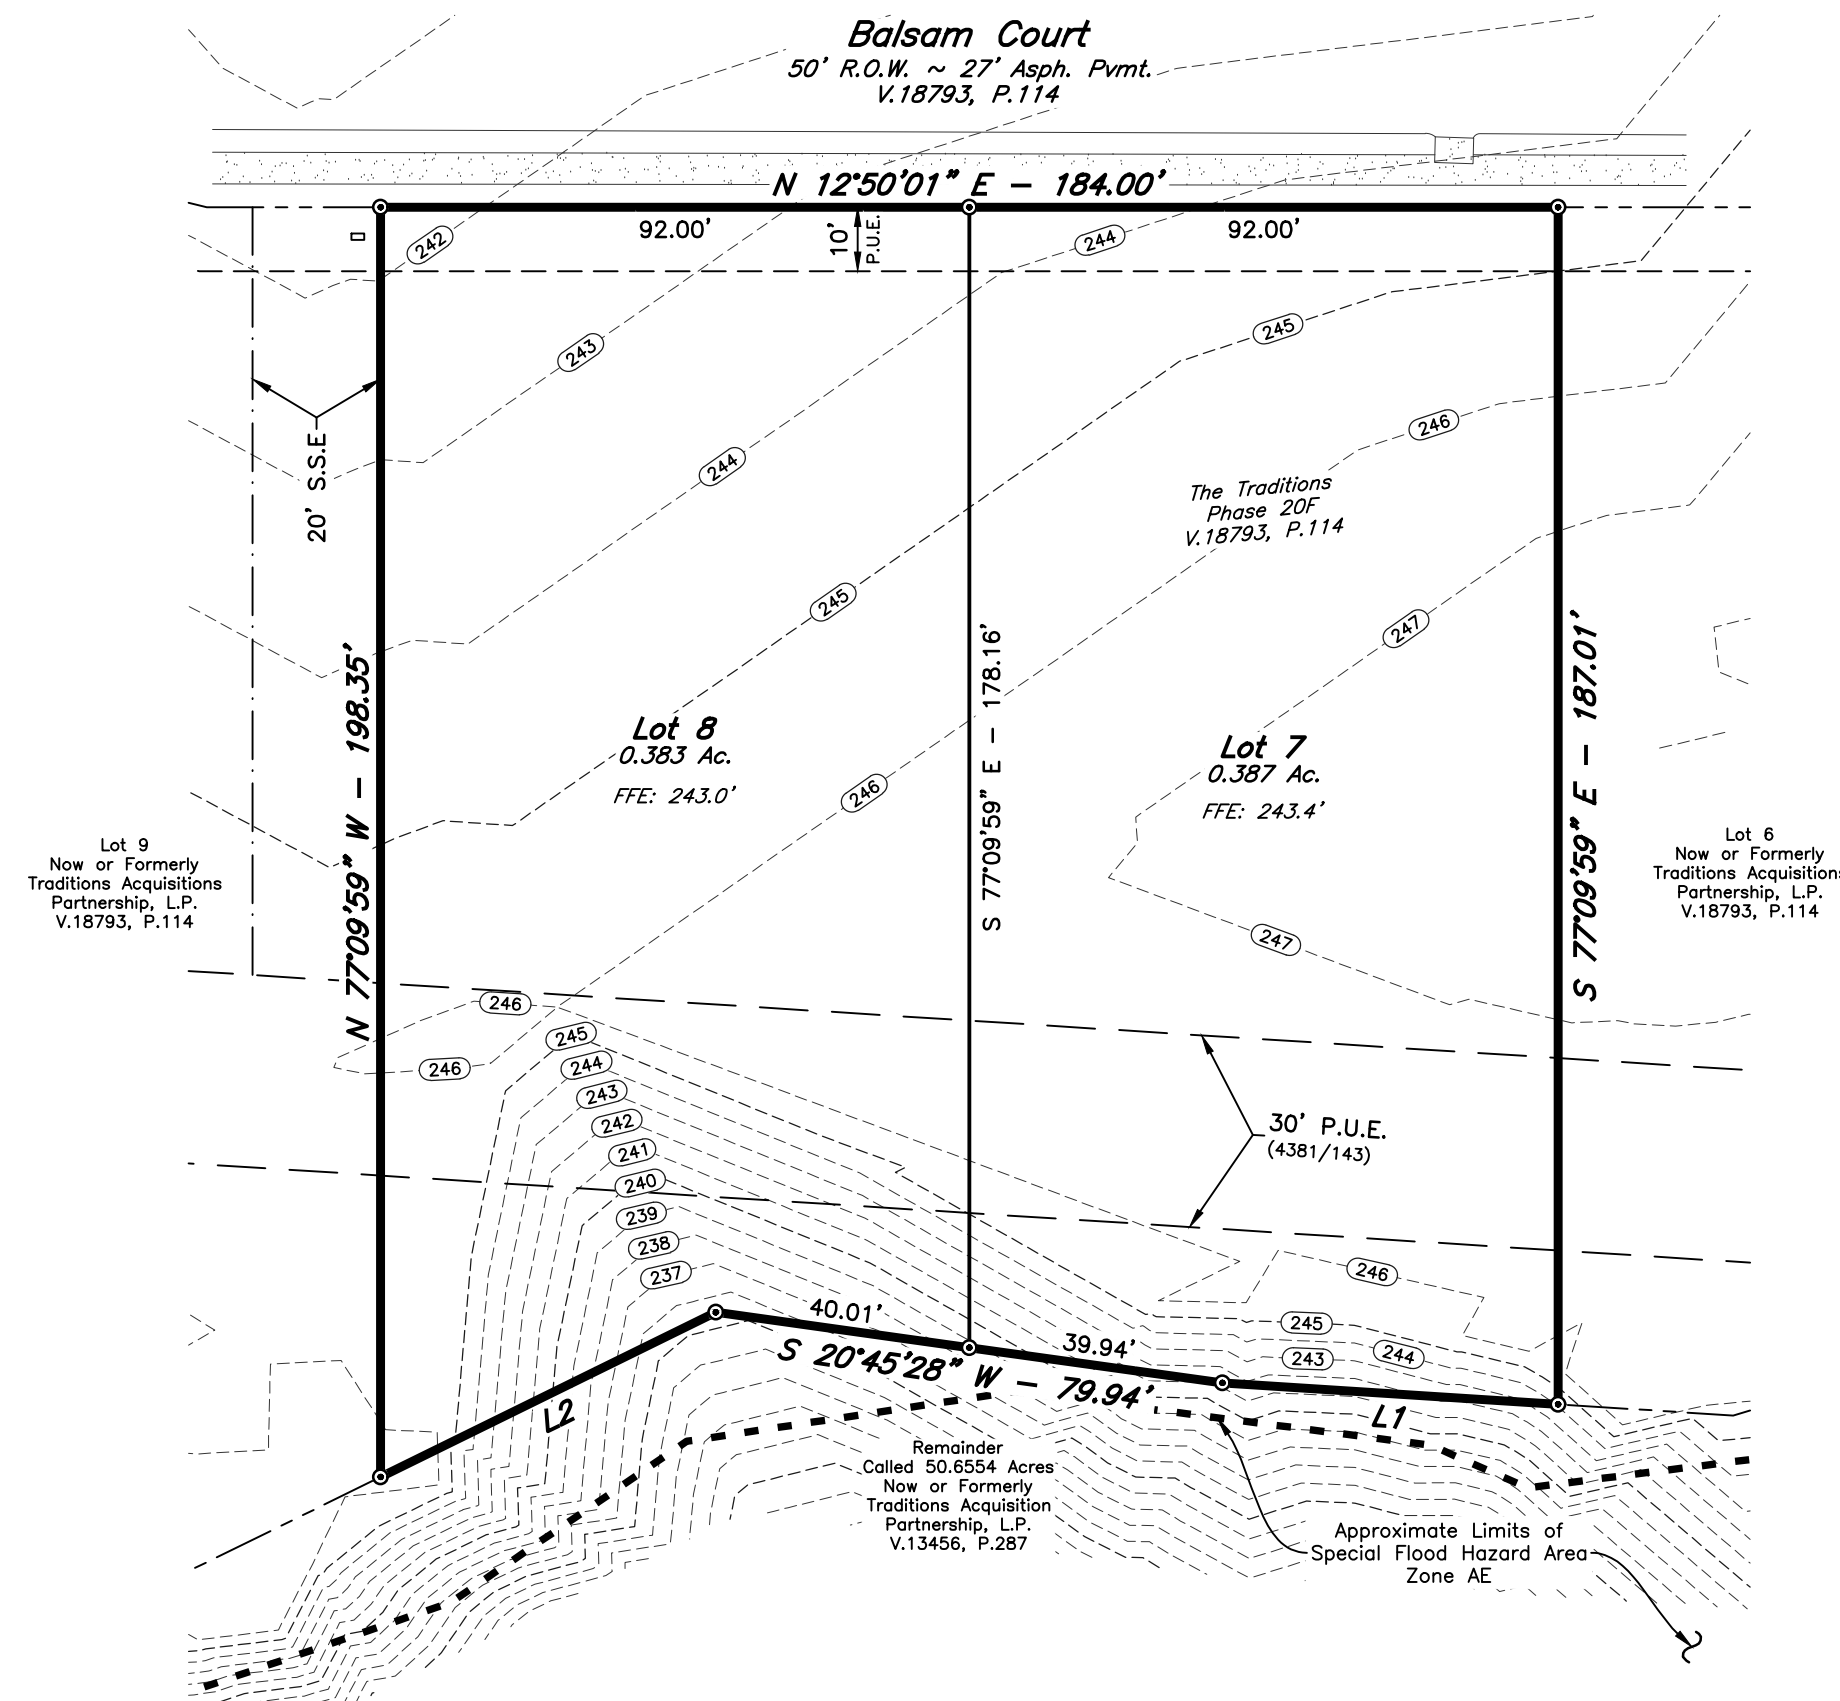 Balsam Court
50' R.O.W. ~ 27' Asph. Pvmt.
V.18793, P.114
N 12°50'01" E - 184.00'
92.00'
10'
P.U.E.
92.00'
242
244
243
245
244
246
20' S.S.E
The Traditions
Phase 20F
V.18793, P.114
245
247
N 77°09'59" W - 198.35'
S 77°09'59" E - 178.16'
S 77°09'59" E - 187.01'
Lot 8
0.383 Ac.
FFE: 243.0'
Lot 7
0.387 Ac.
FFE: 243.4'
246
Lot 9
Now or Formerly
Traditions Acquisitions
Partnership, L.P.
V.18793, P.114
Lot 6
Now or Formerly
Traditions Acquisitions
Partnership, L.P.
V.18793, P.114
247
246
245
246
244
243
242
241
240
239
238
237
30' P.U.E.
(4381/143)
246
245
244
243
40.01'
39.94'
S 20°45'28" W - 79.94'
L2
L1
Remainder
Called 50.6554 Acres
Now or Formerly
Traditions Acquisition
Partnership, L.P.
V.13456, P.287
Approximate Limits of
Special Flood Hazard Area
Zone AE